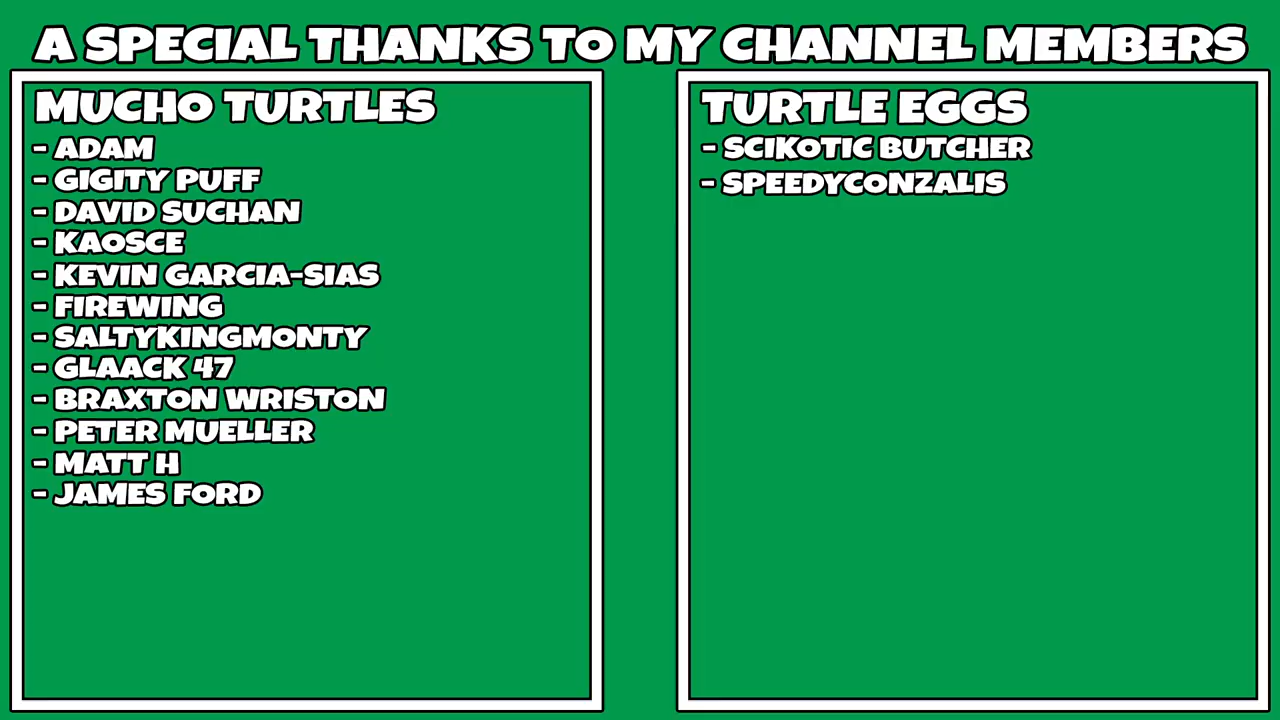 A SPECIAL THANKS TO MY CHANNEL MEMBERS
MUCHO TURTLES
- ADAM
- GIGITY PUFF
- DAVID SUCHAN
- KAOSCE
- KEVIN GARCIA-SIAS
- FIREWING
- SALTYKINGMONTY
- GLAACK 47
- BRAXTON WRISTON
- PETER MUELLER
- MATT H
- JAMES FORD
TURTLE EGGS
- SCIKOTIC BUTCHER
- SPEEDYCONZALIS